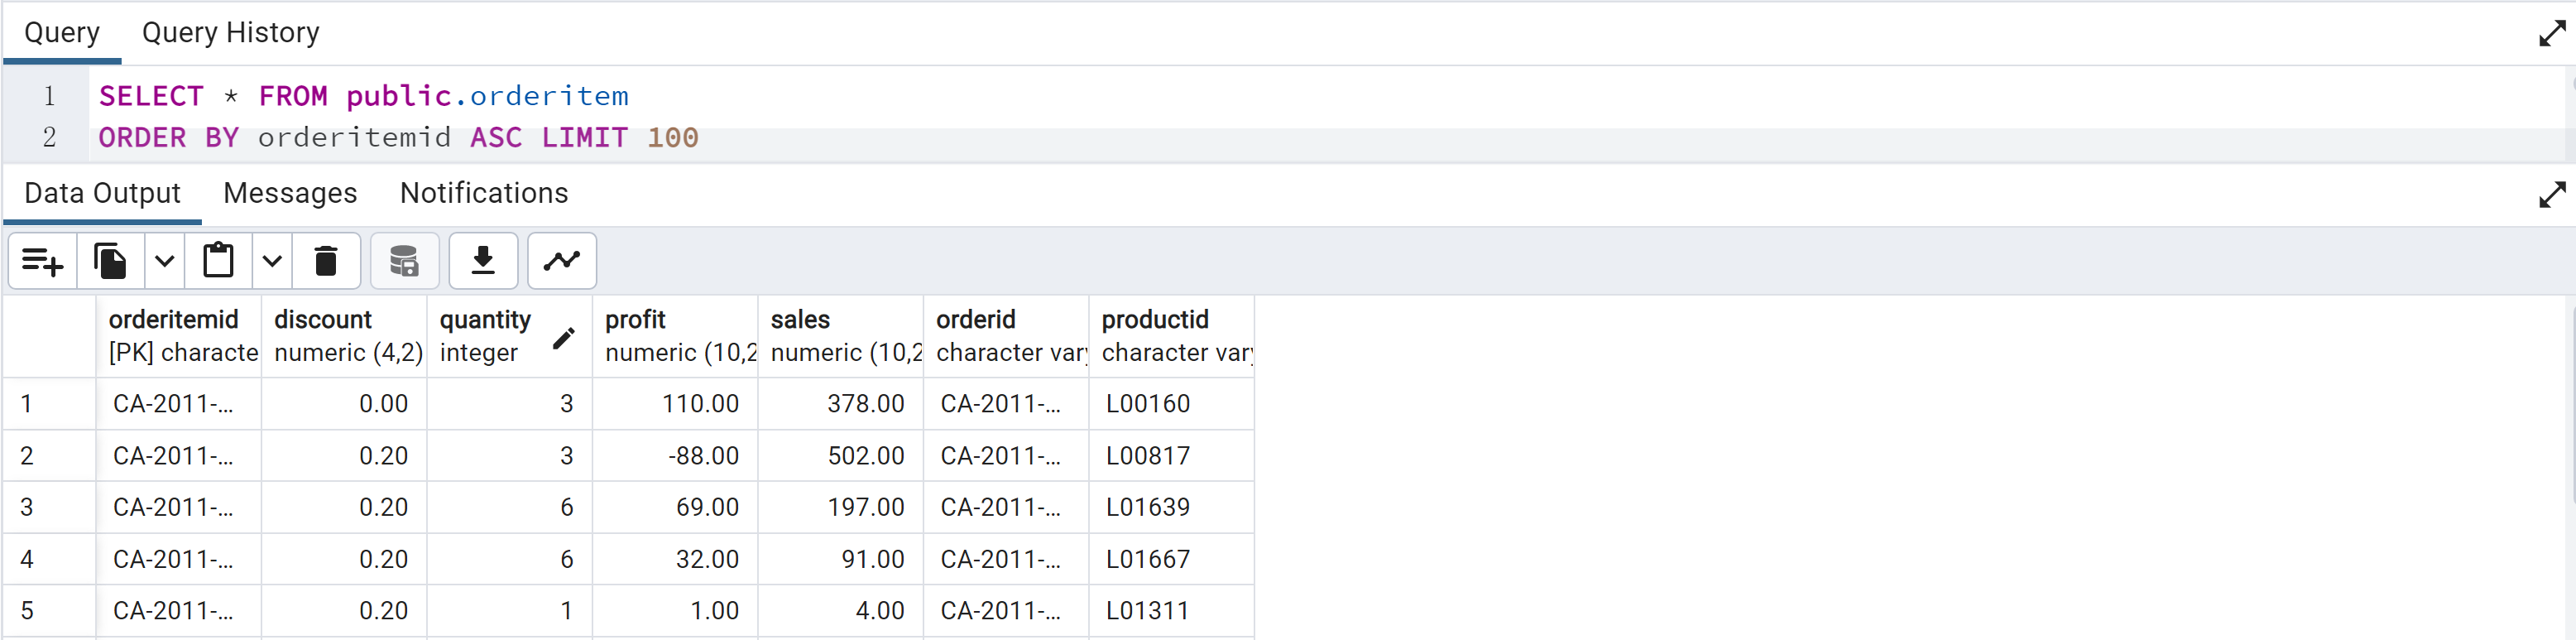 Query Query History
1 SELECT * FROM public.orderitem
2 ORDER BY orderitemid ASC LIMIT 100
Data Output Messages Notifications
orderitemid discount quantity profit sales orderid productid
[PK] characte numeric (4,2) integer numeric (10,2 numeric (10,2 character vary character vary
1 CA-2011-... 0.00 3 110.00 378.00 CA-2011-... L00160
2 CA-2011-... 0.20 3 -88.00 502.00 CA-2011-... L00817
3 CA-2011-... 0.20 6 69.00 197.00 CA-2011-... L01639
4 CA-2011-... 0.20 6 32.00 91.00 CA-2011-... L01667
5 CA-2011-... 0.20 1 1.00 4.00 CA-2011-... L01311